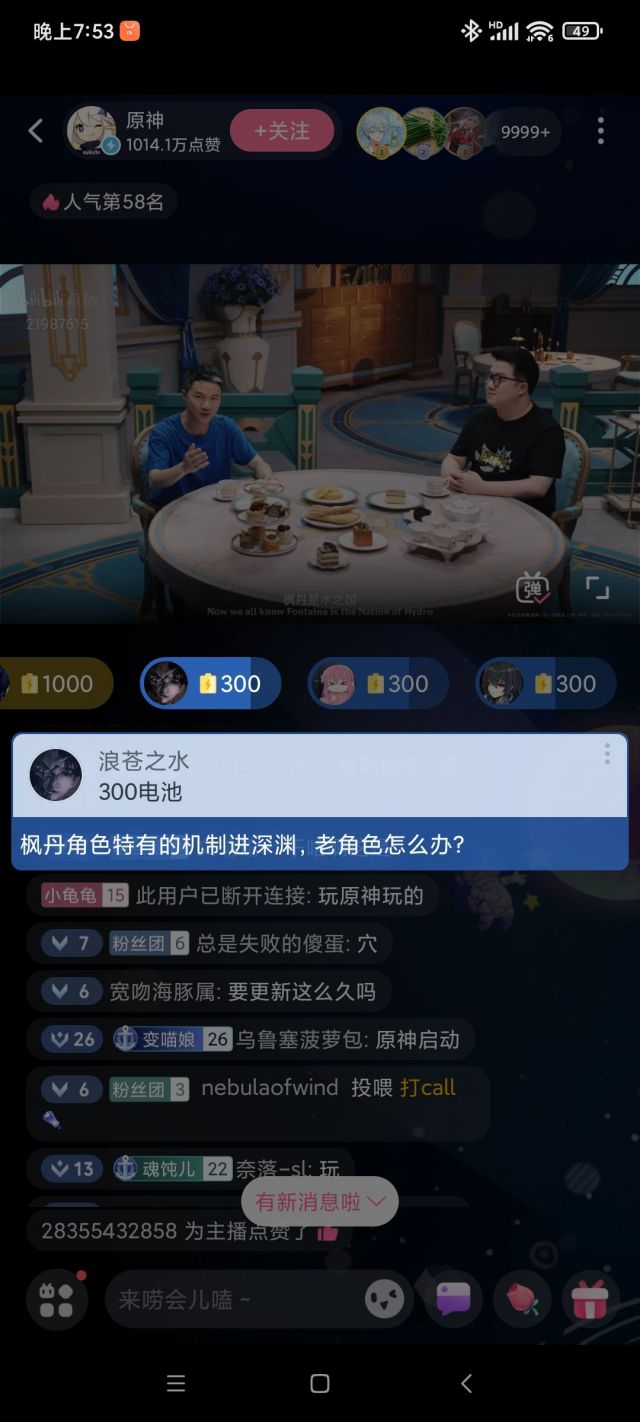 晚上7:53
HD
6
49
原神
1014.1万点赞
+关注
1
2
3
9999+
人气第58名
bilibili直播
21987615
弹
枫丹是水之国
Now we all know Fontaine is the Nation of Hydro
1000
300
300
300
浪苍之水
300电池
枫丹角色特有的机制进深渊，老角色怎么办?
小龟龟 15 此用户已断开连接: 玩原神玩的
7 粉丝团 6 总是失败的傻蛋: 穴
6 宽吻海豚属: 要更新这么久吗
26 变喵娘 26 乌鲁塞菠萝包: 原神启动
6 粉丝团 3 nebulaofwind 投喂 打call
13 魂饨儿 22 奈落-sl: 玩
有新消息啦
28355432858 为主播点赞了
来唠会儿嗑 ~